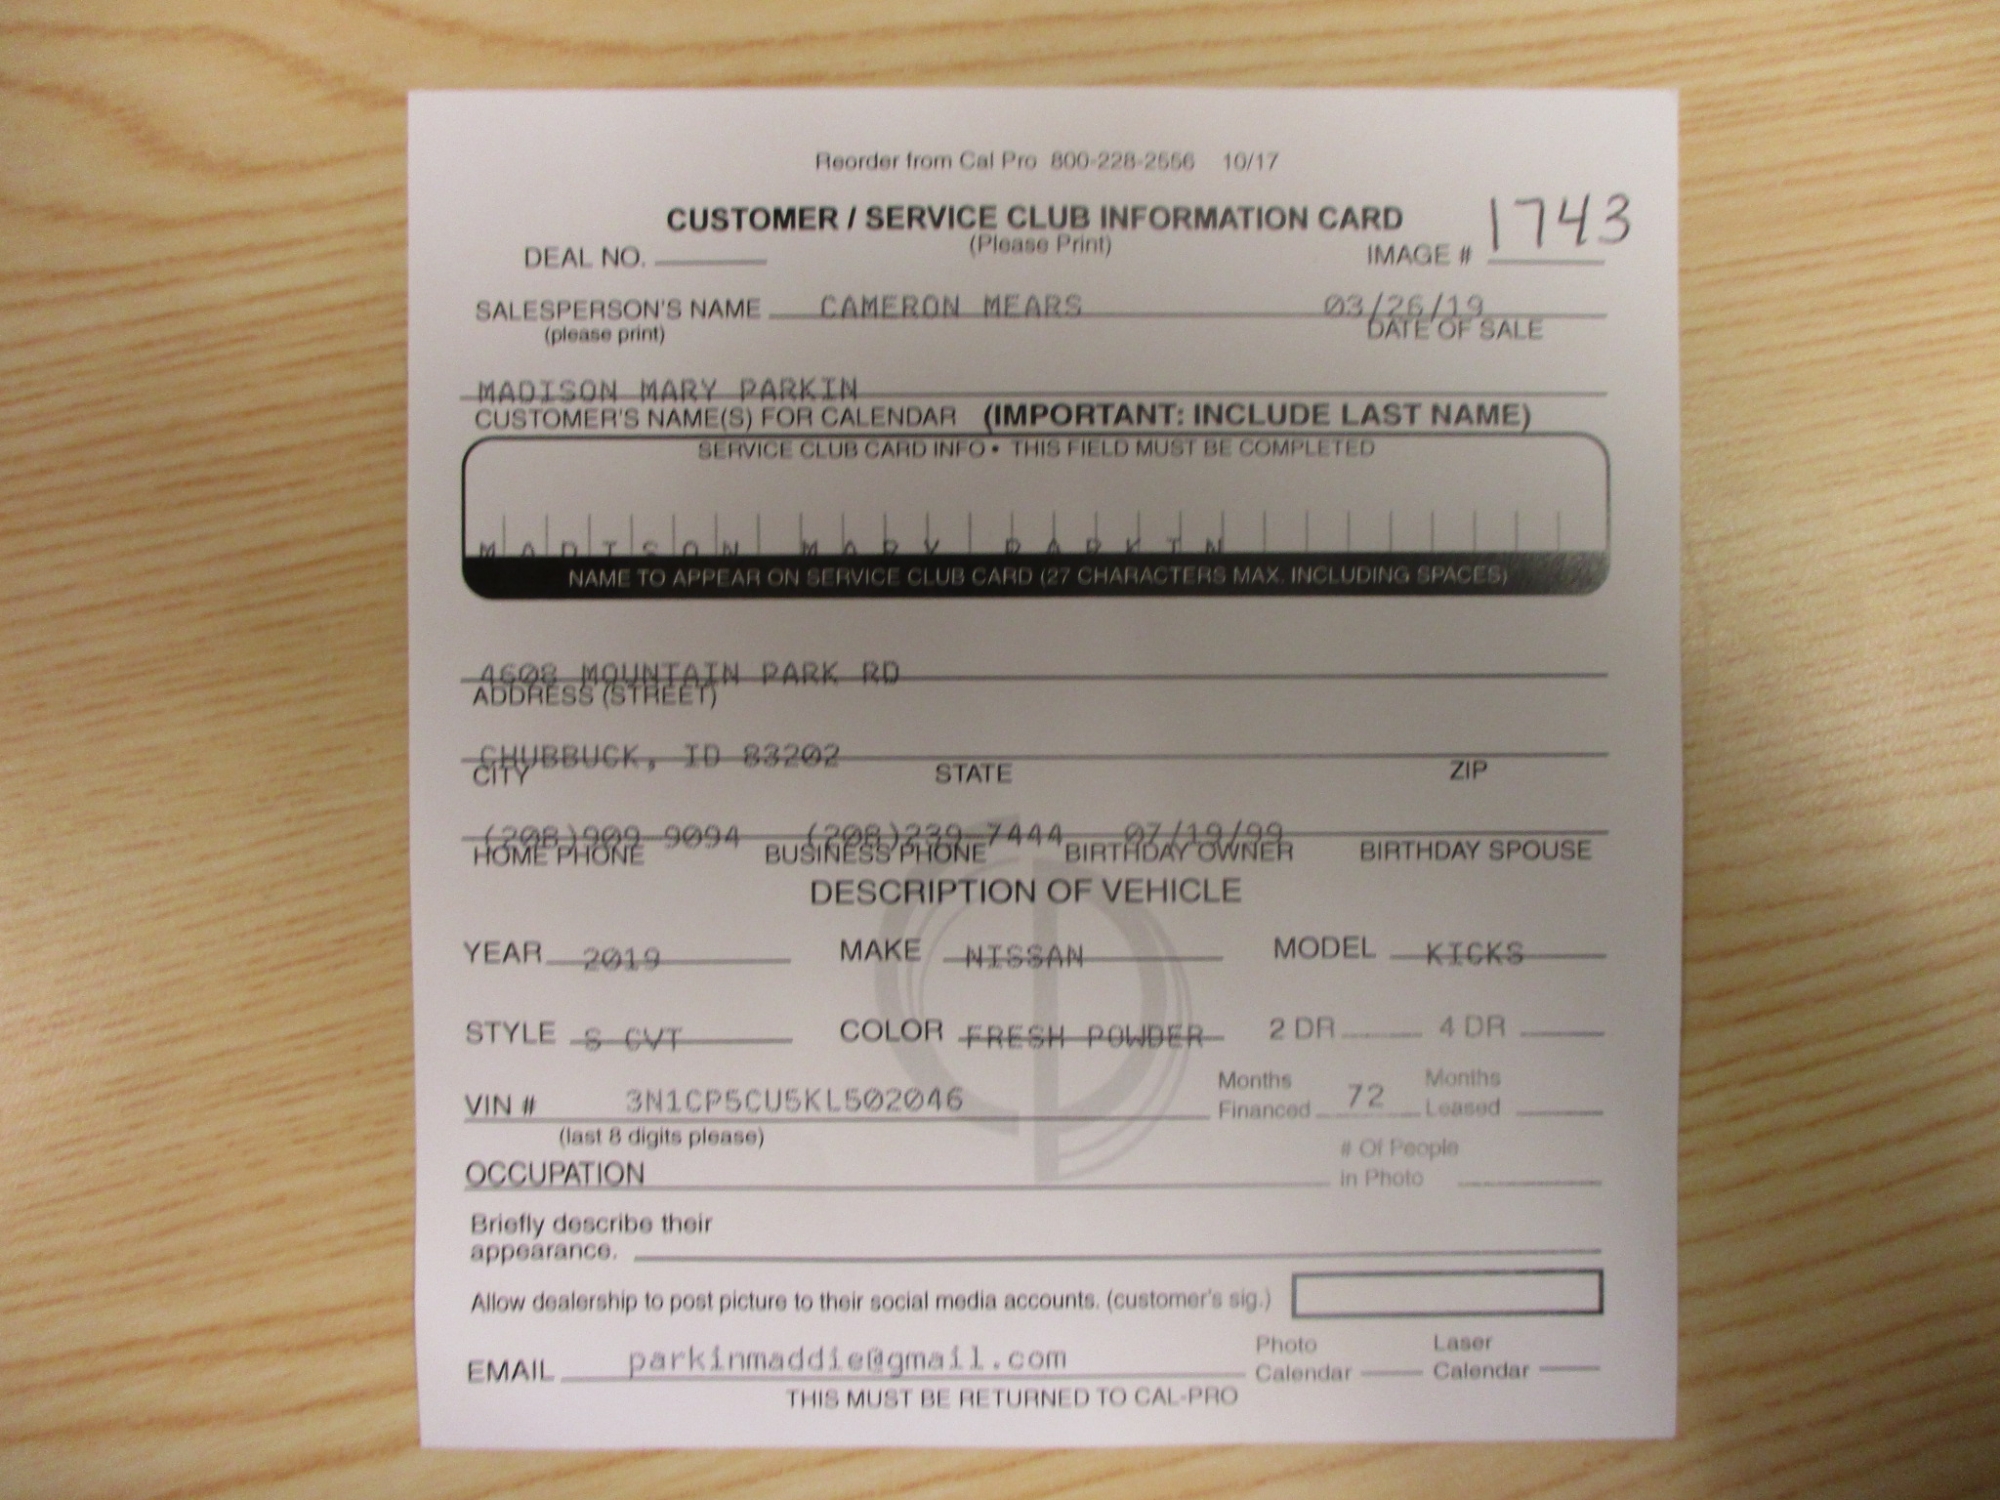 Reorder from Cal Pro 800-228-2556 10/17
CUSTOMER / SERVICE CLUB INFORMATION CARD
(Please Print)
DEAL NO. IMAGE # 1743
SALESPERSON'S NAME CAMERON MEARS 03/26/19
(please print) DATE OF SALE
MADISON MARY PARKIN
CUSTOMER'S NAME(S) FOR CALENDAR (IMPORTANT: INCLUDE LAST NAME)
SERVICE CLUB CARD INFO • THIS FIELD MUST BE COMPLETED
MADISON MARY PARKIN
NAME TO APPEAR ON SERVICE CLUB CARD (27 CHARACTERS MAX. INCLUDING SPACES)
4608 MOUNTAIN PARK RD
ADDRESS (STREET)
CHUBBUCK, ID 83202
CITY STATE ZIP
(208)909 9094 (208)239 7444 07/19/99
HOME PHONE BUSINESS PHONE BIRTHDAY OWNER BIRTHDAY SPOUSE
DESCRIPTION OF VEHICLE
YEAR 2019 MAKE NISSAN MODEL KICKS
STYLE S CVT COLOR FRESH POWDER 2 DR 4 DR
VIN # 3N1CP5CU5KL502046 Months Financed 72 Months Leased
(last 8 digits please)
OCCUPATION # Of People in Photo
Briefly describe their
appearance.
Allow dealership to post picture to their social media accounts. (customer's sig.)
EMAIL parkinmaddie@gmail.com Photo Calendar Laser Calendar
THIS MUST BE RETURNED TO CAL-PRO